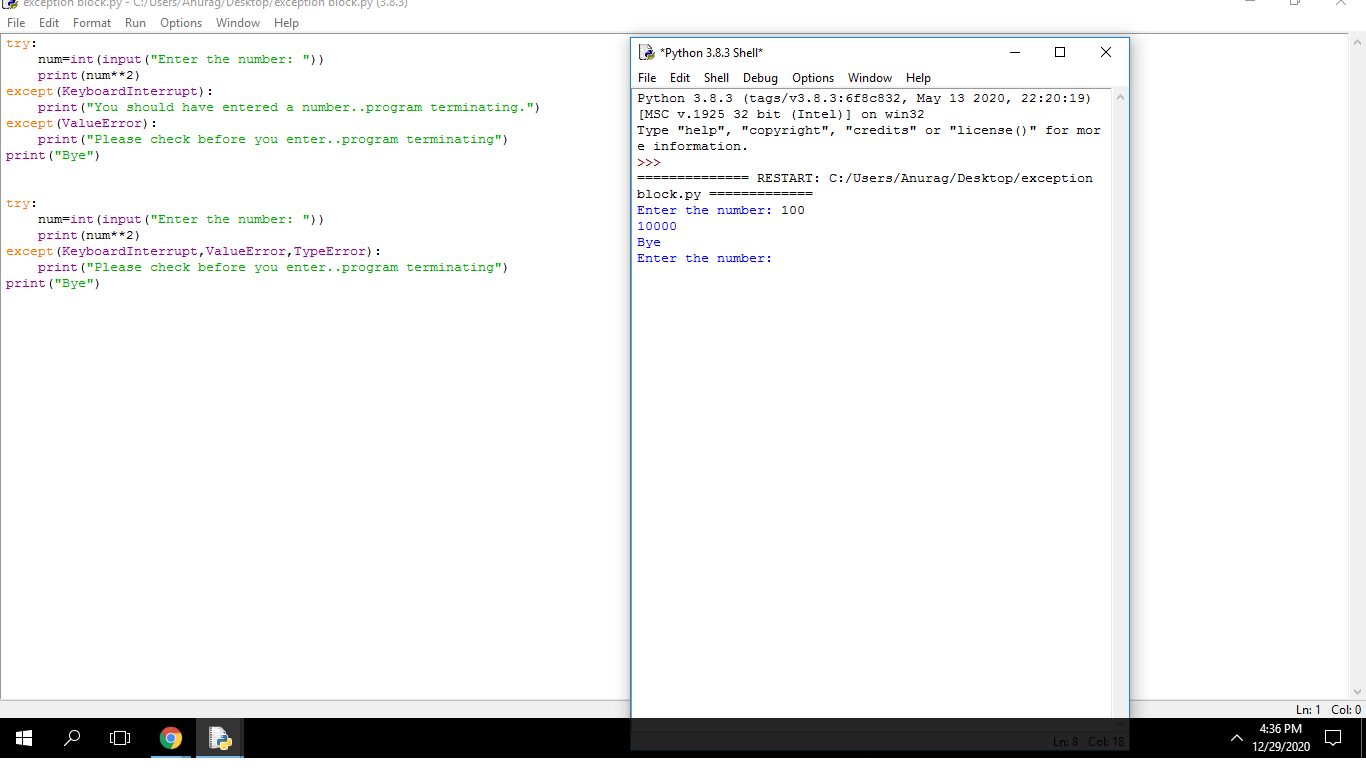 exception block.py - C:/Users/Anurag/Desktop/exception block.py (3.8.3)
File Edit Format Run Options Window Help
try:
    num=int(input("Enter the number: "))
    print(num**2)
except(KeyboardInterrupt):
    print("You should have entered a number..program terminating.")
except(ValueError):
    print("Please check before you enter..program terminating")
print("Bye")
try:
    num=int(input("Enter the number: "))
    print(num**2)
except(KeyboardInterrupt,ValueError,TypeError):
    print("Please check before you enter..program terminating")
print("Bye")
*Python 3.8.3 Shell*
File Edit Shell Debug Options Window Help
Python 3.8.3 (tags/v3.8.3:6f8c832, May 13 2020, 22:20:19)
[MSC v.1925 32 bit (Intel)] on win32
Type "help", "copyright", "credits" or "license()" for mor
e information.
>>>
============== RESTART: C:/Users/Anurag/Desktop/exception
block.py =============
Enter the number: 100
10000
Bye
Enter the number:
Ln: 8 Col: 18
Ln: 1 Col: 0
4:36 PM
12/29/2020